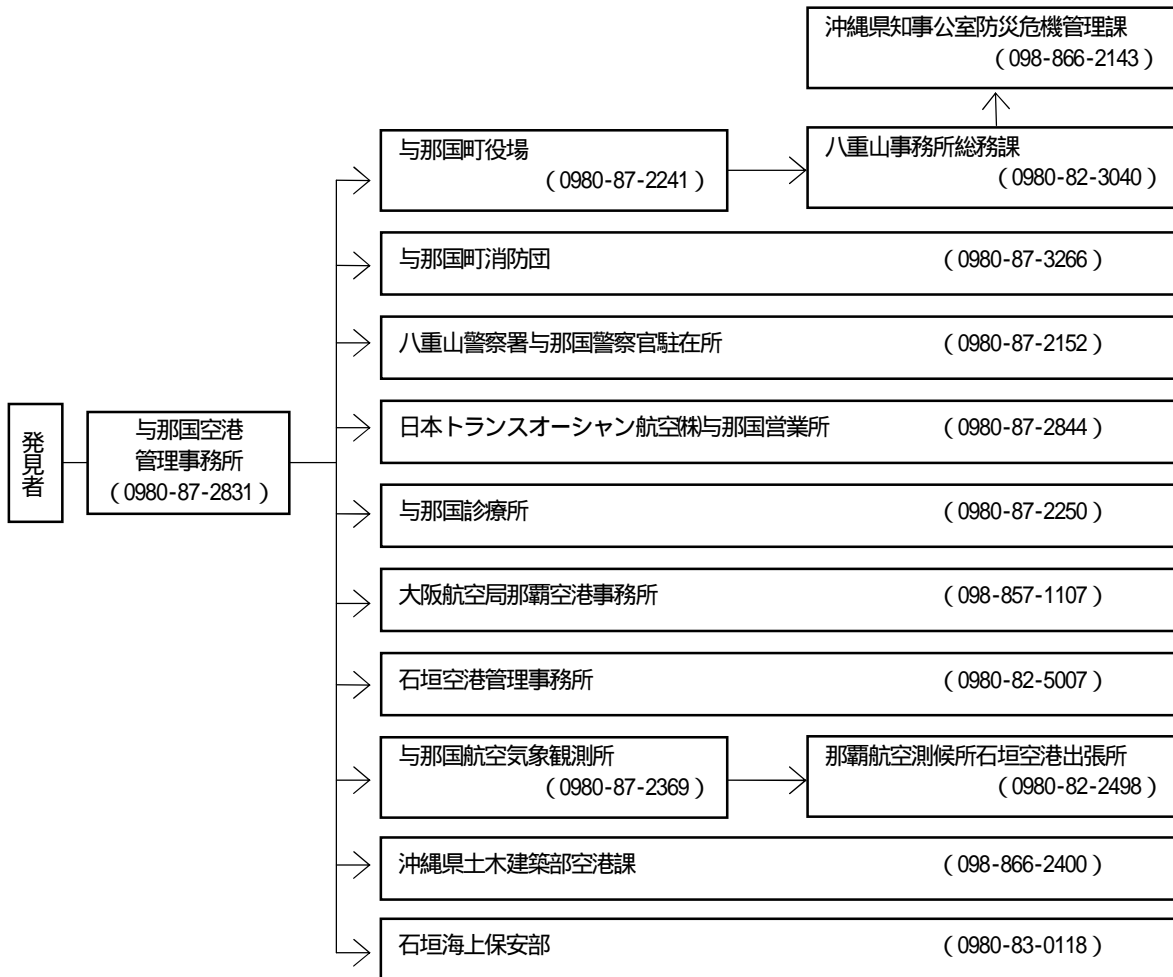 沖縄県知事公室防災危機管理課
（098-866-2143）
与那国町役場
（0980-87-2241）
八重山事務所総務課
（0980-82-3040）
与那国町消防団 （0980-87-3266）
八重山警察署与那国警察官駐在所 （0980-87-2152）
発見者
与那国空港
管理事務所
（0980-87-2831）
日本トランスオーシャン航空㈱与那国営業所 （0980-87-2844）
与那国診療所 （0980-87-2250）
大阪航空局那覇空港事務所 （098-857-1107）
石垣空港管理事務所 （0980-82-5007）
与那国航空気象観測所
（0980-87-2369）
那覇航空測候所石垣空港出張所
（0980-82-2498）
沖縄県土木建築部空港課 （098-866-2400）
石垣海上保安部 （0980-83-0118）